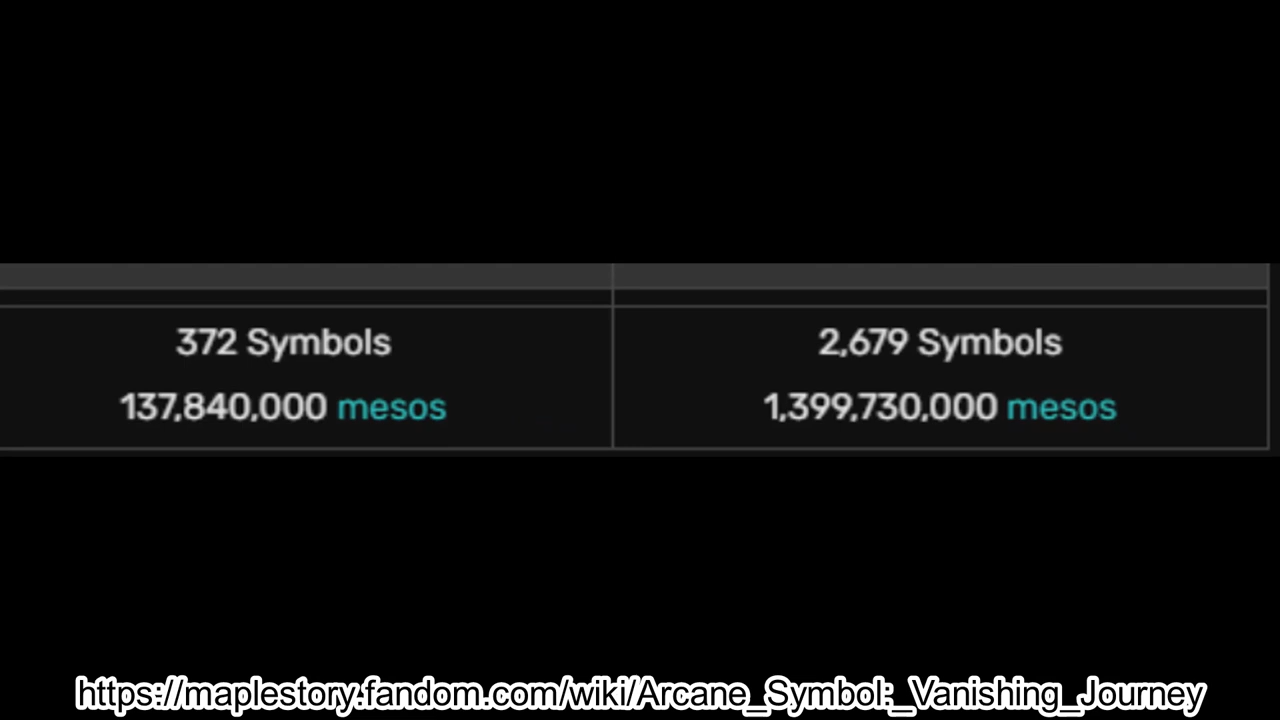 372 Symbols
137,840,000 mesos
2,679 Symbols
1,399,730,000 mesos
https://maplestory.fandom.com/wiki/Arcane_Symbol:_Vanishing_Journey